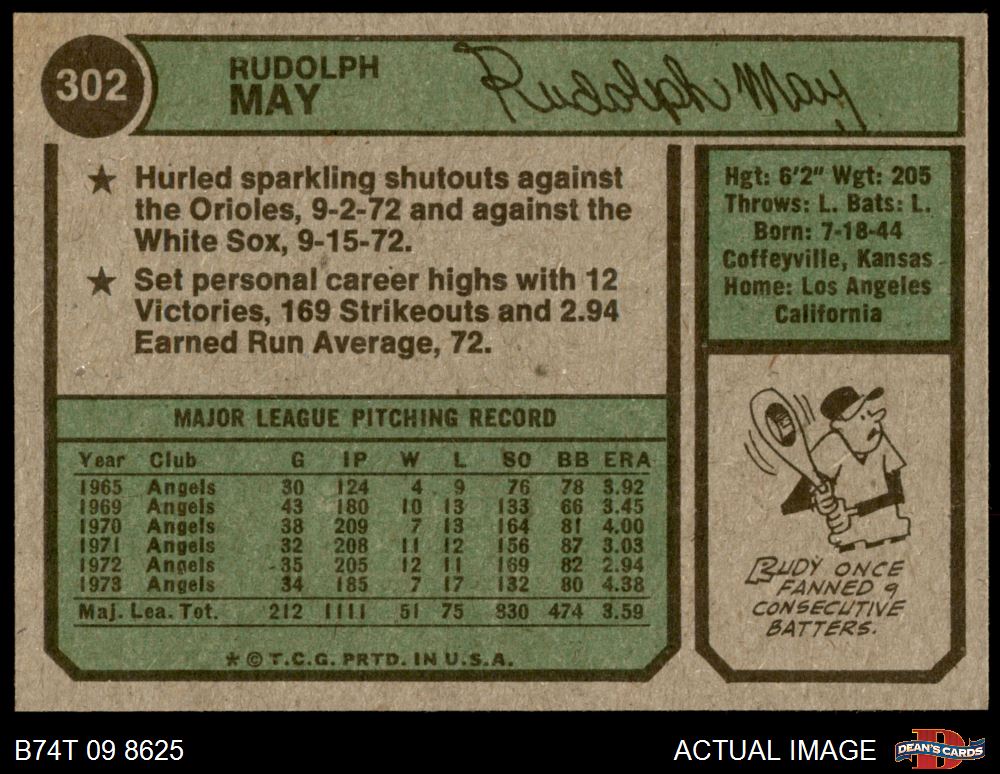 302
RUDOLPH
MAY
Rudolph May
★ Hurled sparkling shutouts against
the Orioles, 9-2-72 and against the
White Sox, 9-15-72.
★ Set personal career highs with 12
Victories, 169 Strikeouts and 2.94
Earned Run Average, 72.
Hgt: 6'2" Wgt: 205
Throws: L. Bats: L.
Born: 7-18-44
Coffeyville, Kansas
Home: Los Angeles
California
MAJOR LEAGUE PITCHING RECORD
Year Club G IP W L SO BB ERA
1965 Angels 30 124 4 9 76 78 3.92
1969 Angels 43 180 10 13 133 66 3.45
1970 Angels 38 209 7 13 164 81 4.00
1971 Angels 32 208 11 12 156 87 3.03
1972 Angels 35 205 12 11 169 82 2.94
1973 Angels 34 185 7 17 132 80 4.38
Maj. Lea. Tot. 212 1111 51 75 830 474 3.59
* © T.C.G. PRTD. IN U.S.A.
RUDY ONCE
FANNED 9
CONSECUTIVE
BATTERS.
B74T 09 8625
ACTUAL IMAGE
DEAN'S CARDS